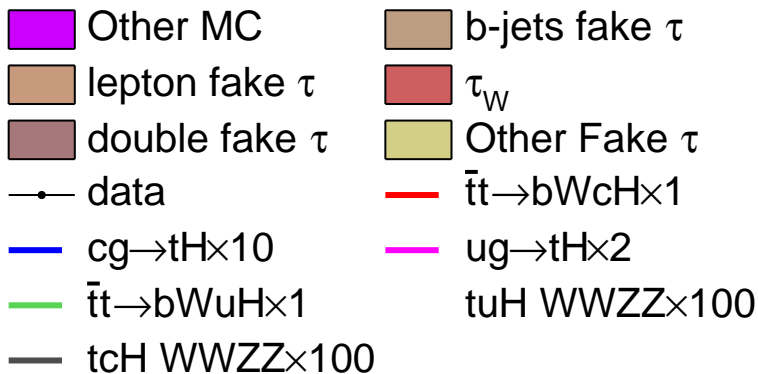 Other MC b-jets fake τ
lepton fake τ τ_W
double fake τ Other Fake τ
data t̄t→bWcH×1
cg→tH×10 ug→tH×2
t̄t→bWuH×1 tuH WWZZ×100
tcH WWZZ×100